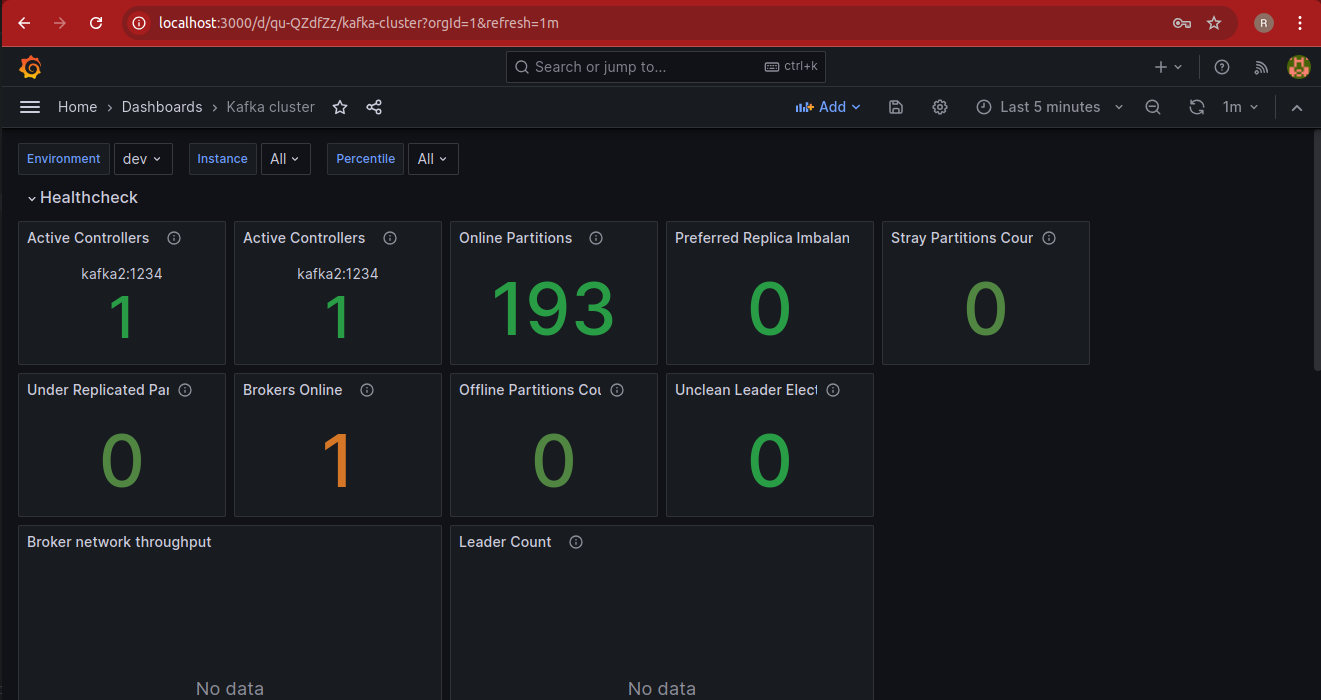 localhost:3000/d/qu-QZdfZz/kafka-cluster?orgId=1&refresh=1m
R
Search or jump to...
ctrl+k
Home › Dashboards › Kafka cluster
Add
Last 5 minutes
1m
Environment dev Instance All Percentile All
Healthcheck
Active Controllers
kafka2:1234
1
Active Controllers
kafka2:1234
1
Online Partitions
193
Preferred Replica Imbalan
0
Stray Partitions Cour
0
Under Replicated Par
0
Brokers Online
1
Offline Partitions Cou
0
Unclean Leader Elect
0
Broker network throughput
No data
Leader Count
No data